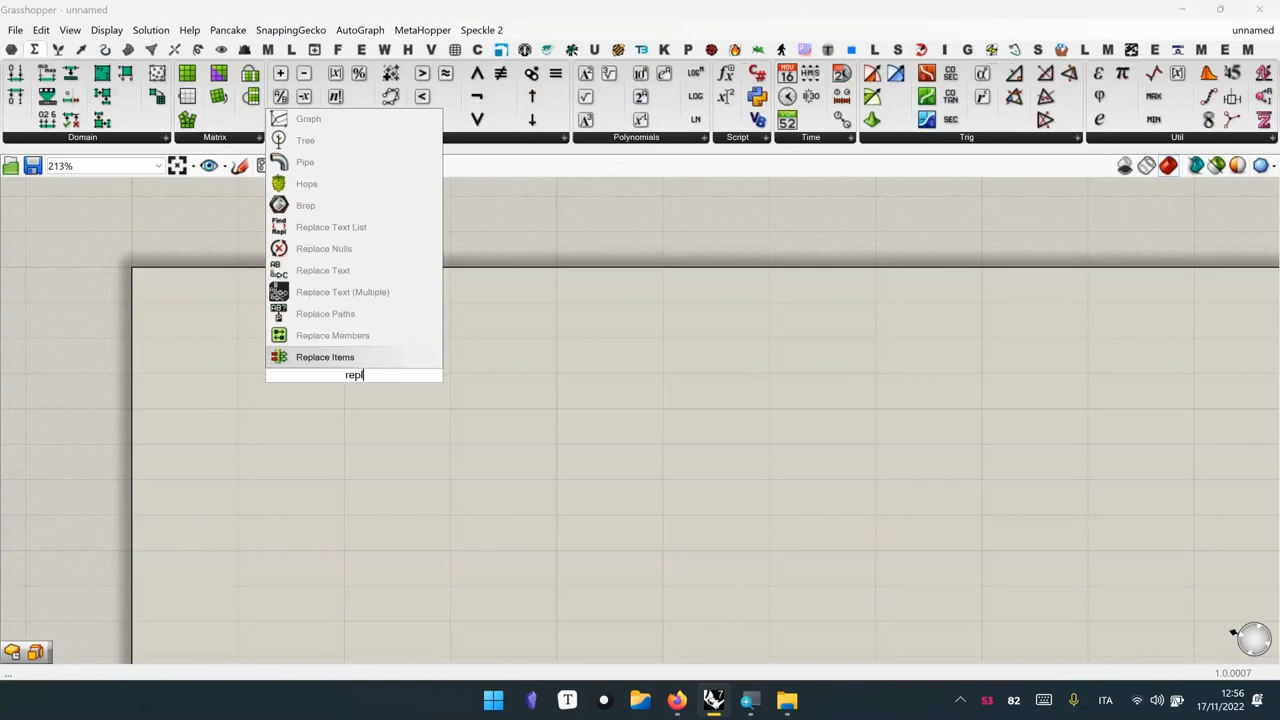 Grasshopper - unnamed
File Edit View Display Solution Help Pancake SnappingGecko AutoGraph MetaHopper Speckle 2 unnamed
Domain Matrix Polynomials Script Time Trig Util
213%
Graph
Tree
Pipe
Hops
Brep
Replace Text List
Replace Nulls
Replace Text
Replace Text (Multiple)
Replace Paths
Replace Members
Replace Items
repl
... 1.0.0007
53 82 ITA 12:56
17/11/2022